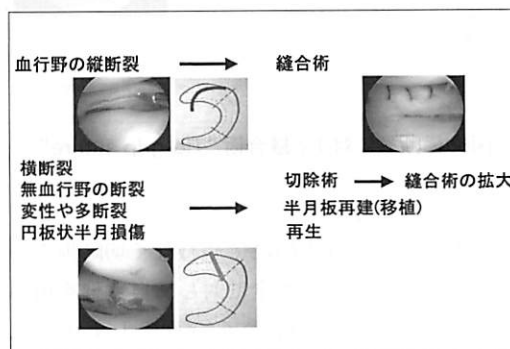 血行野の縦断裂 → 縫合術
横断裂
無血行野の断裂
変性や多断裂
円板状半月損傷
→
切除術 → 縫合術の拡大
半月板再建(移植)
再生